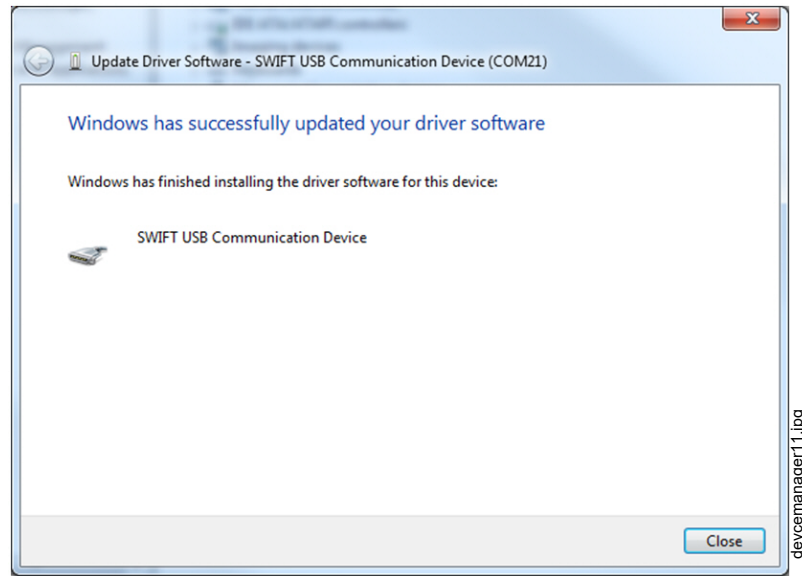 Update Driver Software - SWIFT USB Communication Device (COM21)
Windows has successfully updated your driver software
Windows has finished installing the driver software for this device:
SWIFT USB Communication Device
Close
devcemanager11.jpg